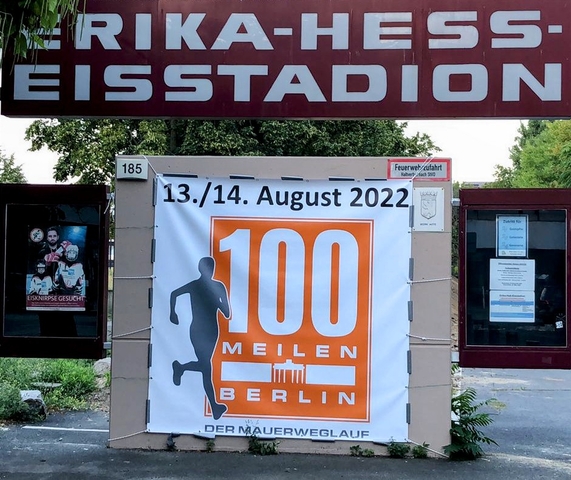 ERIKA-HESS-
EISSTADION
185
Feuerwehrzufahrt
13./14. August 2022
100
MEILEN
BERLIN
DER MAUERWEGLAUF
EISKNIRPSE GESUCHT